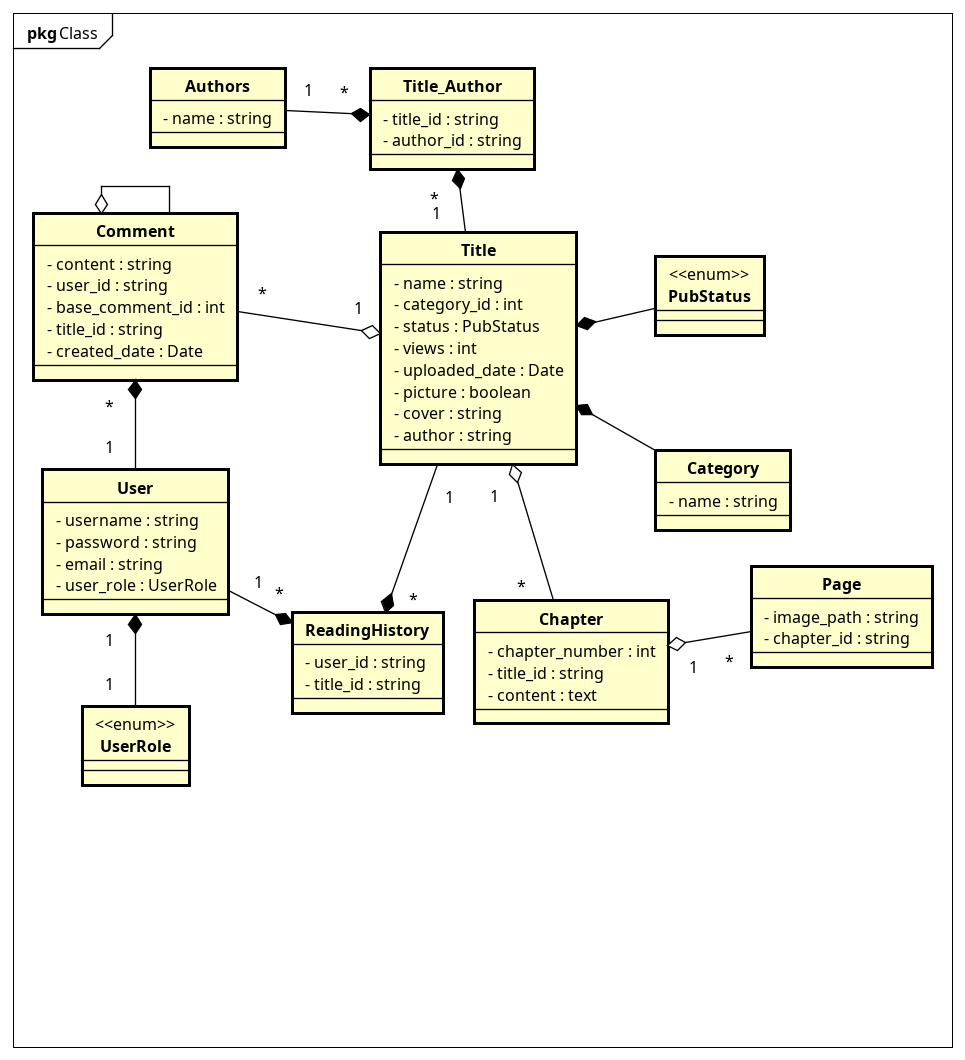 pkg Class
Authors
- name : string
1
*
Title_Author
- title_id : string
- author_id : string
*
1
Comment
- content : string
- user_id : string
- base_comment_id : int
- title_id : string
- created_date : Date
*
1
Title
- name : string
- category_id : int
- status : PubStatus
- views : int
- uploaded_date : Date
- picture : boolean
- cover : string
- author : string
<<enum>>
PubStatus
Category
- name : string
*
1
User
- username : string
- password : string
- email : string
- user_role : UserRole
1
*
1
*
ReadingHistory
- user_id : string
- title_id : string
1
*
Chapter
- chapter_number : int
- title_id : string
- content : text
1
*
Page
- image_path : string
- chapter_id : string
1
1
<<enum>>
UserRole